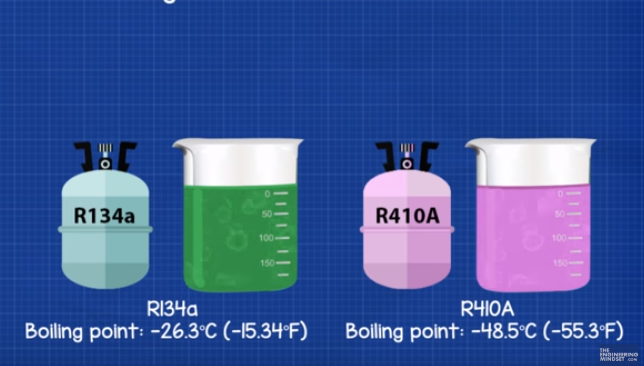 R134a
0
50
100
150
R410A
0
50
100
150
R134a
Boiling point: -26.3°C (-15.34°F)
R410A
Boiling point: -48.5°C (-55.3°F)
THE
ENGINEERING
MINDSET.COM